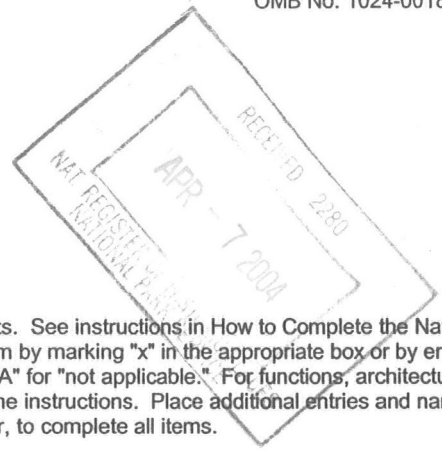 OMB No. 1024-0018
RECEIVED 2280
APR - 7 2004
NAT. REGISTER OF HISTORIC PLACES
NATIONAL PARK SERVICE
ts. See instructions in How to Complete the Na
m by marking "x" in the appropriate box or by en
A" for "not applicable." For functions, architectu
ne instructions. Place additional entries and nar
r, to complete all items.